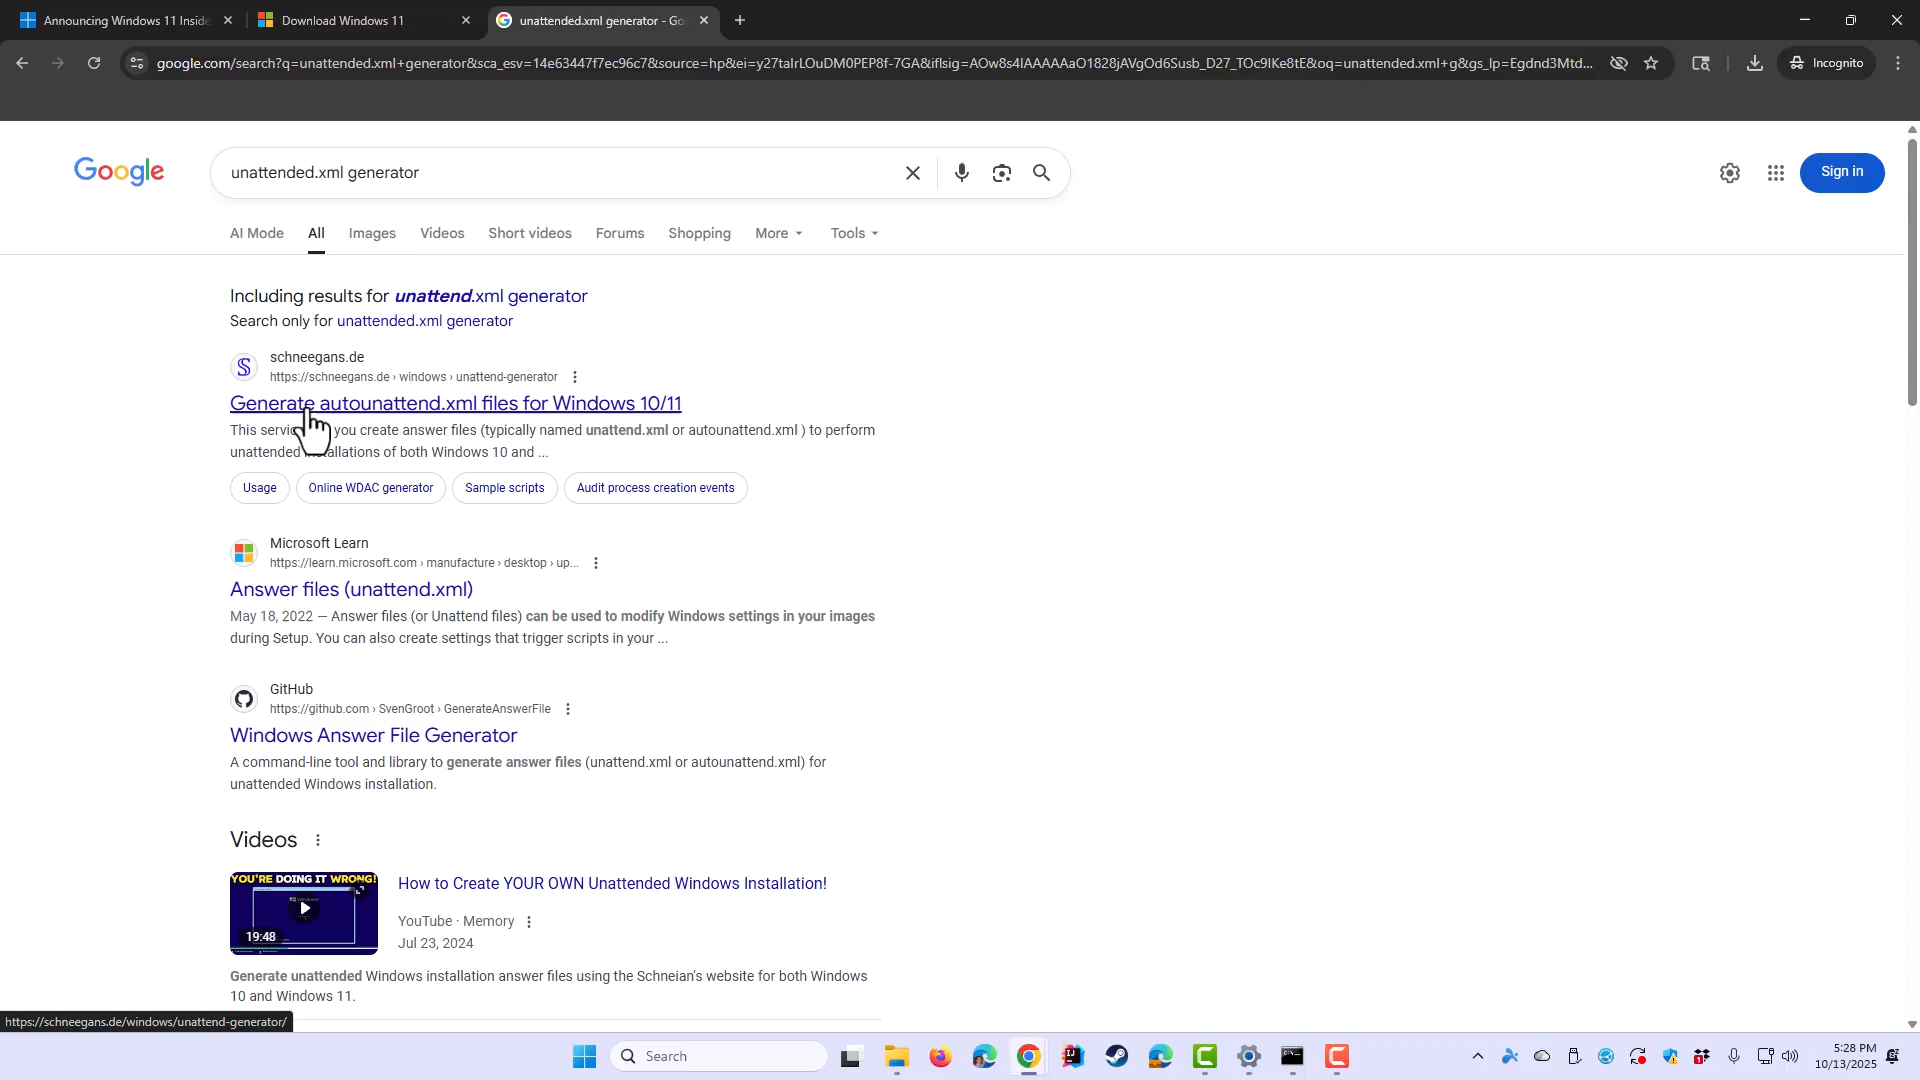 Announcing Windows 11 Inside
Download Windows 11
unattended.xml generator - Go
google.com/search?q=unattended.xml+generator&sca_esv=14e63447f7ec96c7&source=hp&ei=y27taIrLOuDM0PEP8f-7GA&iflsig=AOw8s4IAAAAAaO1828jAVgOd6Susb_D27_TOc9IKe8tE&oq=unattended.xml+g&gs_lp=Egdnd3Mtd...
Incognito
Google
unattended.xml generator
Sign in
AI Mode
All
Images
Videos
Short videos
Forums
Shopping
More
Tools
Including results for unattend.xml generator
Search only for unattended.xml generator
schneegans.de
https://schneegans.de › windows › unattend-generator
Generate autounattend.xml files for Windows 10/11
This servi you create answer files (typically named unattend.xml or autounattend.xml ) to perform
unattended installations of both Windows 10 and ...
Usage
Online WDAC generator
Sample scripts
Audit process creation events
Microsoft Learn
https://learn.microsoft.com › manufacture › desktop › up...
Answer files (unattend.xml)
May 18, 2022 — Answer files (or Unattend files) can be used to modify Windows settings in your images
during Setup. You can also create settings that trigger scripts in your ...
GitHub
https://github.com › SvenGroot › GenerateAnswerFile
Windows Answer File Generator
A command-line tool and library to generate answer files (unattend.xml or autounattend.xml) for
unattended Windows installation.
Videos
YOU'RE DOING IT WRONG!
19:48
How to Create YOUR OWN Unattended Windows Installation!
YouTube · Memory
Jul 23, 2024
Generate unattended Windows installation answer files using the Schneian's website for both Windows
10 and Windows 11.
https://schneegans.de/windows/unattend-generator/
Search
5:28 PM
10/13/2025